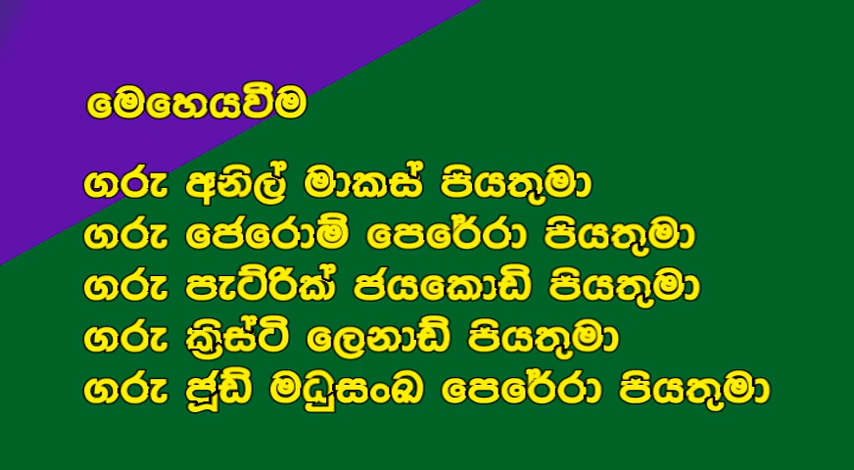 මෙහෙයවීම
ගරු අනිල් මාකස් පියතුමා
ගරු ජෙරොම් පෙරේරා පියතුමා
ගරු පැට්රික් ජයකොඩි පියතුමා
ගරු ක්‍රිස්ටි ලෙනාඩ් පියතුමා
ගරු ජූඩ් මධුසංඛ පෙරේරා පියතුමා